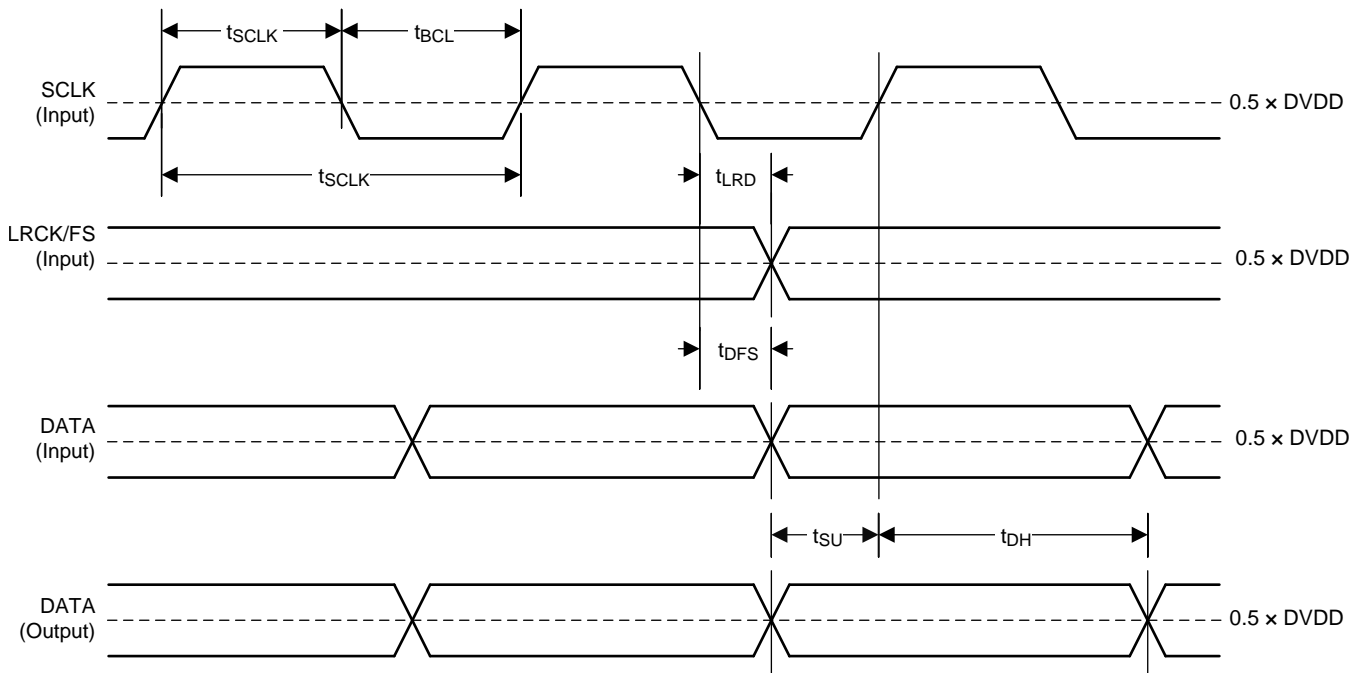 tSCLK
tBCL
SCLK
(Input)
0.5 × DVDD
tSCLK
tLRD
LRCK/FS
(Input)
0.5 × DVDD
tDFS
DATA
(Input)
0.5 × DVDD
tSU
tDH
DATA
(Output)
0.5 × DVDD